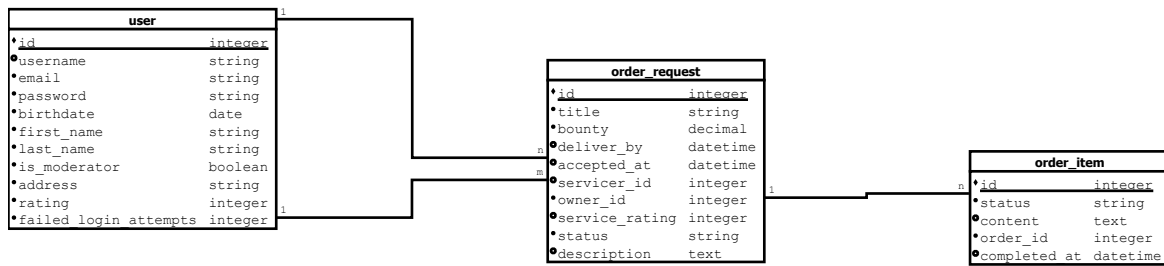 user
id integer
username string
email string
password string
birthdate date
first_name string
last_name string
is_moderator boolean
address string
rating integer
failed_login_attempts integer
1
1
n
m
order_request
id integer
title string
bounty decimal
deliver_by datetime
accepted_at datetime
servicer_id integer
owner_id integer
service_rating integer
status string
description text
1
n
order_item
id integer
status string
content text
order_id integer
completed_at datetime